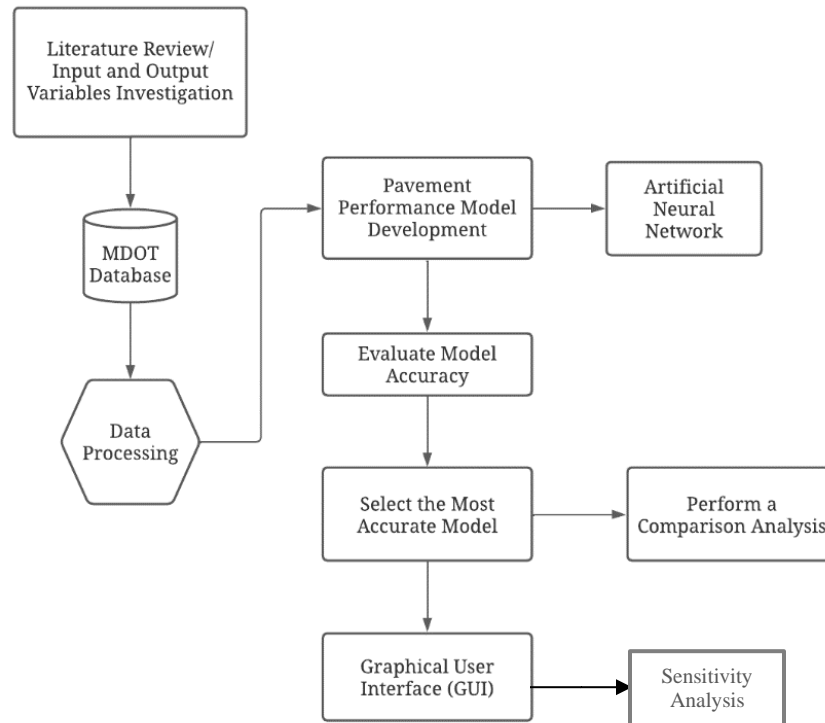 Literature Review/
Input and Output
Variables Investigation
MDOT
Database
Data
Processing
Pavement
Performance Model
Development
Artificial
Neural
Network
Evaluate Model
Accuracy
Select the Most
Accurate Model
Perform a
Comparison Analysis
Graphical User
Interface (GUI)
Sensitivity
Analysis